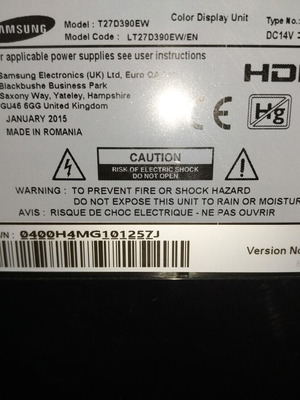 SAMSUNG
Model : T27D390EW
Model Code : LT27D390EW/EN
Color Display Unit
Type No.:
DC14V
or applicable power supplies see user instructions
Samsung Electronics (UK) Ltd, Euro
Blackbushe Business Park
Saxony Way, Yateley, Hampshire
GU46 6GG United Kingdom
HD
JANUARY 2015
MADE IN ROMANIA
CE
Hg
CAUTION
RISK OF ELECTRIC SHOCK
DO NOT OPEN
WARNING : TO PREVENT FIRE OR SHOCK HAZARD
DO NOT EXPOSE THIS UNIT TO RAIN OR MOISTUR
AVIS : RISQUE DE CHOC ELECTRIQUE - NE PAS OUVRIR
/N : 0400H4MG101257J
Version No